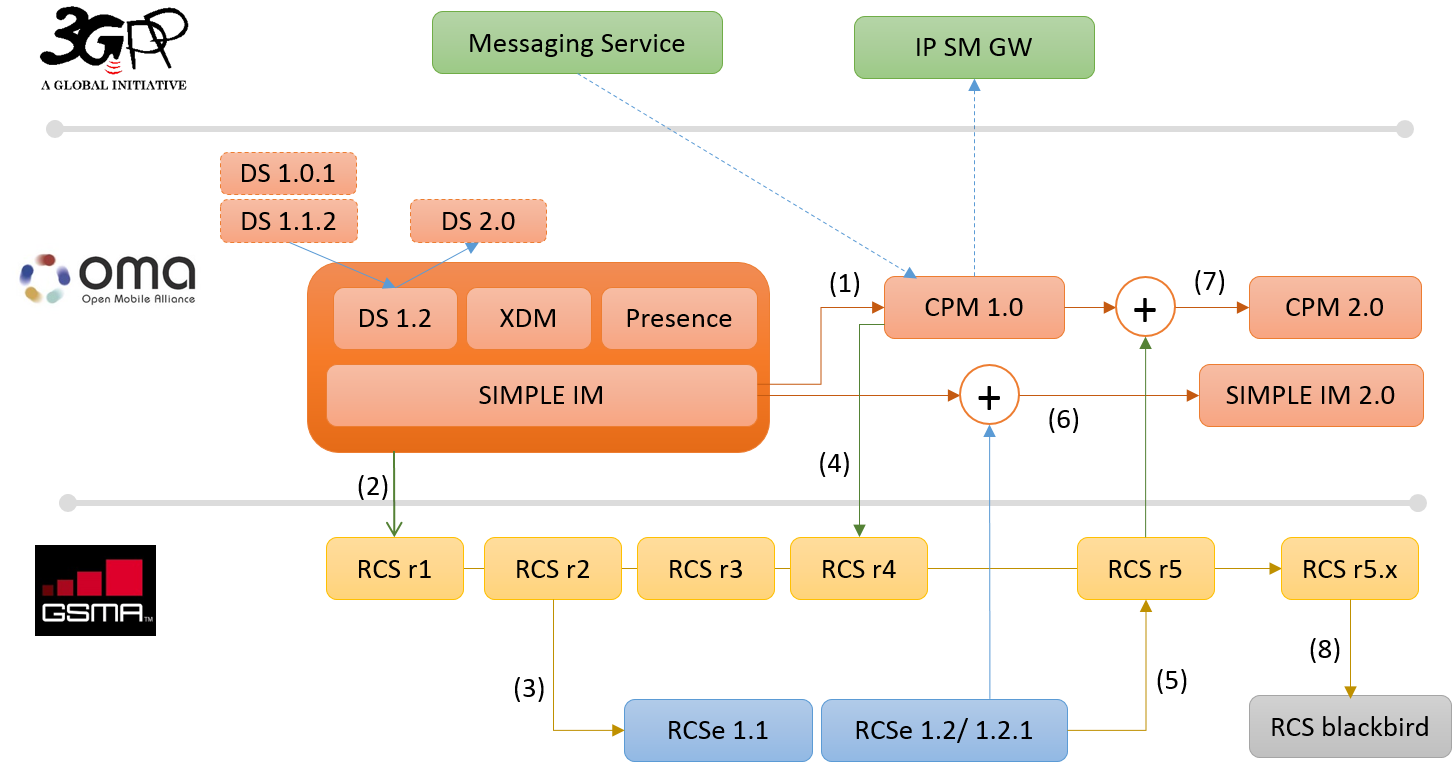 3GPP
A GLOBAL INITIATIVE
Messaging Service
IP SM GW
DS 1.0.1
DS 1.1.2
DS 2.0
oma
Open Mobile Alliance
DS 1.2
XDM
Presence
SIMPLE IM
(1)
CPM 1.0
+
(7)
CPM 2.0
+
(6)
SIMPLE IM 2.0
(2)
(4)
GSMA™
RCS r1
RCS r2
RCS r3
RCS r4
RCS r5
RCS r5.x
(3)
(5)
(8)
RCSe 1.1
RCSe 1.2/ 1.2.1
RCS blackbird